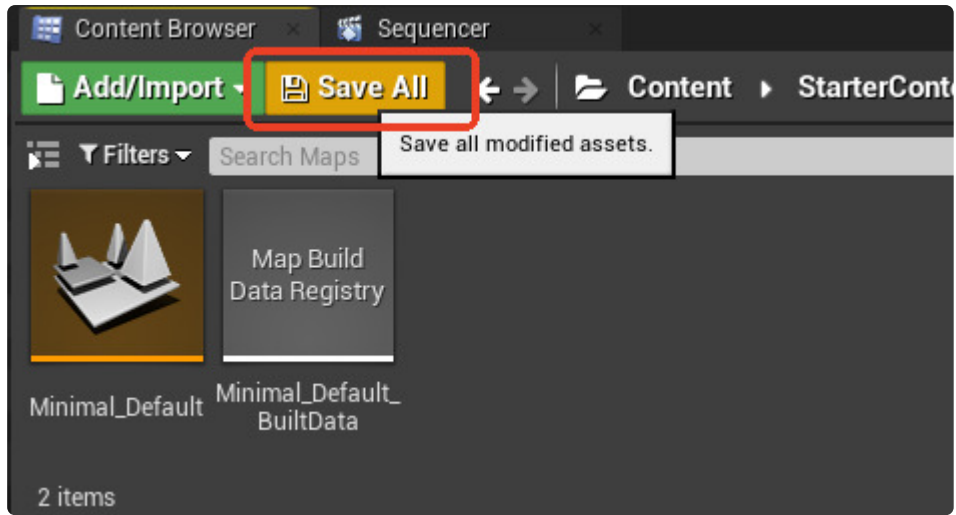 Content Browser
Sequencer
Add/Import
Save All
Content
Save all modified assets.
Filters
Search Maps
Map Build
Data Registry
Minimal_Default
Minimal_Default_
BuiltData
2 items